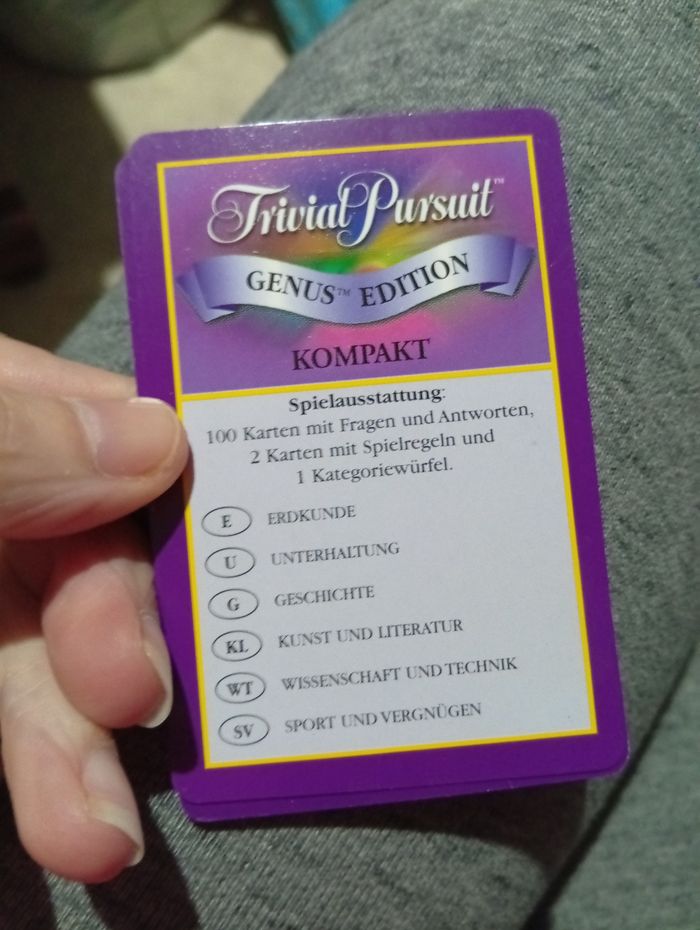 Trivial Pursuit™
GENUS™ EDITION
KOMPAKT
Spielausstattung:
100 Karten mit Fragen und Antworten,
2 Karten mit Spielregeln und
1 Kategoriewürfel.
E ERDKUNDE
U UNTERHALTUNG
G GESCHICHTE
KL KUNST UND LITERATUR
WT WISSENSCHAFT UND TECHNIK
SV SPORT UND VERGNÜGEN